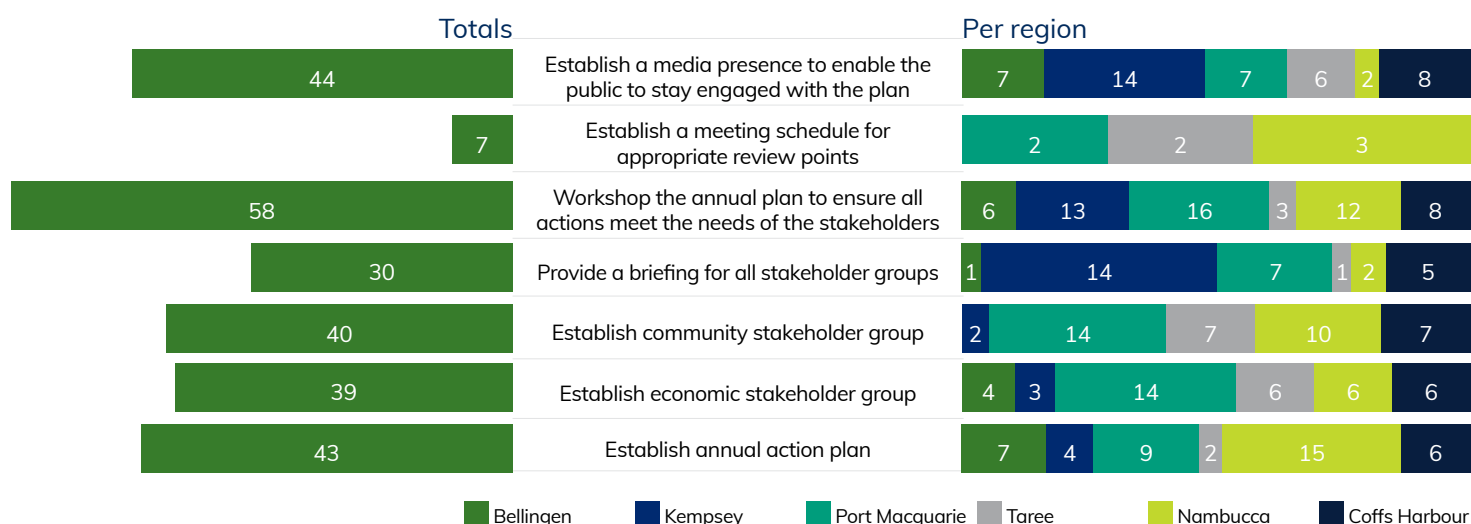 Totals
Per region
44
Establish a media presence to enable the
public to stay engaged with the plan
7 14 7 6 2 8
7
Establish a meeting schedule for
appropriate review points
2 2 3
58
Workshop the annual plan to ensure all
actions meet the needs of the stakeholders
6 13 16 3 12 8
30
Provide a briefing for all stakeholder groups
1 14 7 1 2 5
40
Establish community stakeholder group
2 14 7 10 7
39
Establish economic stakeholder group
4 3 14 6 6 6
43
Establish annual action plan
7 4 9 2 15 6
Bellingen Kempsey Port Macquarie Taree Nambucca Coffs Harbour